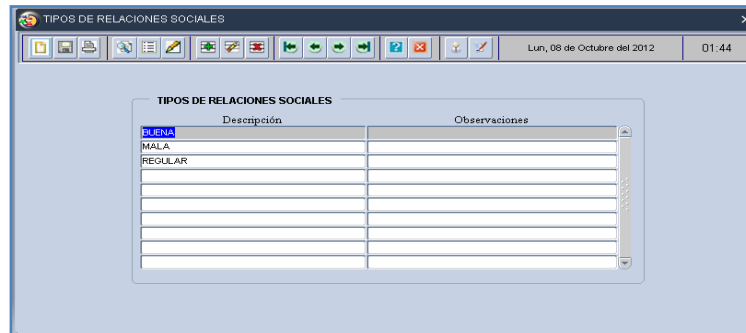 TIPOS DE RELACIONES SOCIALES
Lun, 08 de Octubre del 2012 01:44
TIPOS DE RELACIONES SOCIALES
Descripción Observaciones
BUENA
MALA
REGULAR